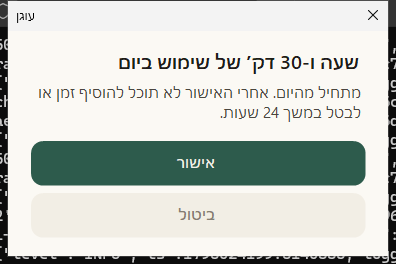 עוגן
שעה ו-30 דק׳ של שימוש ביום
מתחיל מהיום. אחרי האישור לא תוכל להוסיף זמן או
לבטל במשך 24 שעות.
אישור
ביטול